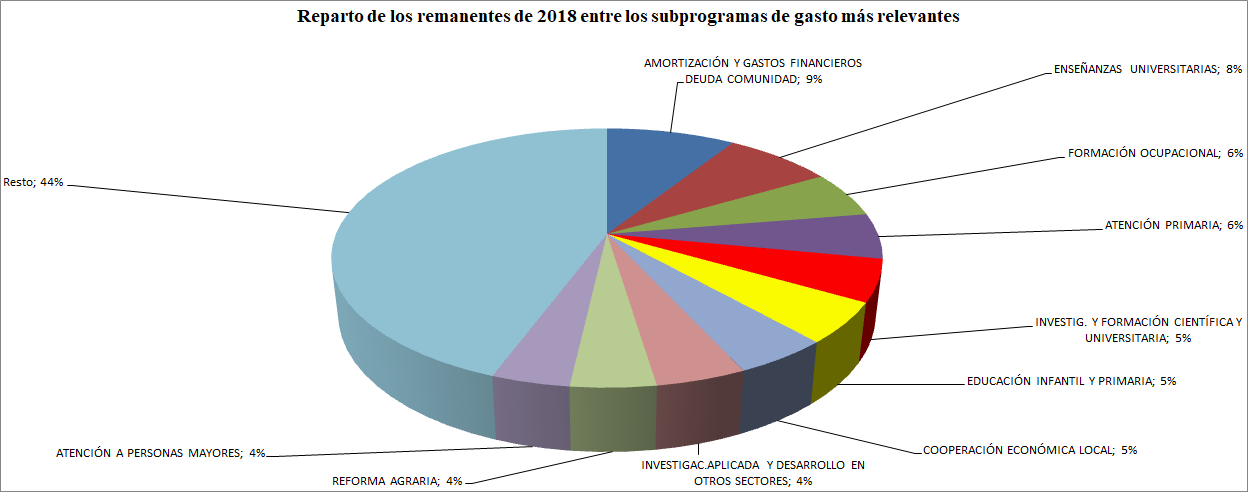 Reparto de los remanentes de 2018 entre los subprogramas de gasto más relevantes
AMORTIZACIÓN Y GASTOS FINANCIEROS
DEUDA COMUNIDAD; 9%
ENSEÑANZAS UNIVERSITARIAS; 8%
FORMACIÓN OCUPACIONAL; 6%
ATENCIÓN PRIMARIA; 6%
INVESTIG. Y FORMACIÓN CIENTÍFICA Y
UNIVERSITARIA; 5%
EDUCACIÓN INFANTIL Y PRIMARIA; 5%
COOPERACIÓN ECONÓMICA LOCAL; 5%
INVESTIGAC.APLICADA Y DESARROLLO EN
OTROS SECTORES; 4%
REFORMA AGRARIA; 4%
ATENCIÓN A PERSONAS MAYORES; 4%
Resto; 44%